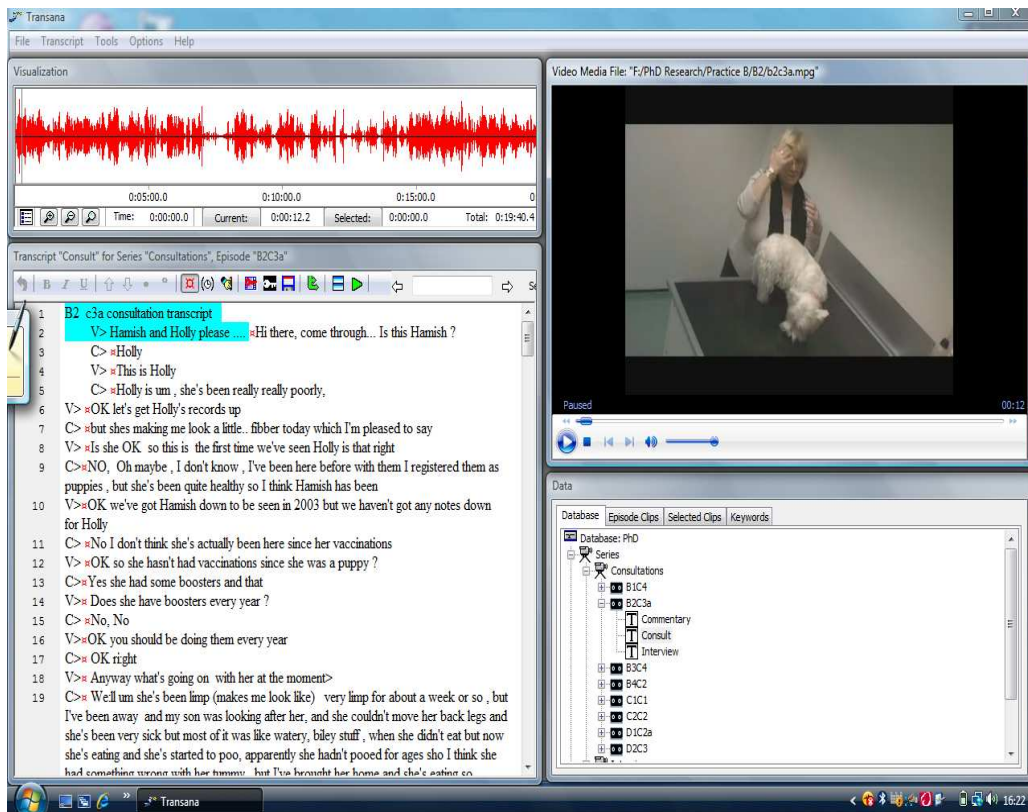 Transana
File Transcript Tools Options Help
Visualization
0:05:00.0 0:10:00.0 0:15:00.0 0
Time: 0:00:00.0 Current: 0:00:12.2 Selected: 0:00:00.0 Total: 0:19:40.4
Transcript "Consult" for Series "Consultations", Episode "B2C3a"
B I U
1 B2 c3a consultation transcript
2 V> Hamish and Holly please .... ¤Hi there, come through... Is this Hamish ?
3 C> ¤Holly
4 V> ¤This is Holly
5 C> ¤Holly is um , she's been really really poorly,
6 V> ¤OK let's get Holly's records up
7 C> ¤but shes making me look a little.. fibber today which I'm pleased to say
8 V> ¤Is she OK so this is the first time we've seen Holly is that right
9 C>¤NO, Oh maybe , I don't know , I've been here before with them I registered them as
puppies , but she's been quite healthy so I think Hamish has been
10 V>¤OK we've got Hamish down to be seen in 2003 but we haven't got any notes down
for Holly
11 C> ¤No I don't think she's actually been here since her vaccinations
12 V> ¤OK so she hasn't had vaccinations since she was a puppy ?
13 C>¤Yes she had some boosters and that
14 V>¤ Does she have boosters every year ?
15 C> ¤No, No
16 V>¤OK you should be doing them every year
17 C>¤ OK right
18 V>¤ Anyway what's going on with her at the moment>
19 C>¤ We:ll um she's been limp (makes me look like) very limp for about a week or so , but
I've been away and my son was looking after her, and she couldn't move her back legs and
she's been very sick but most of it was like watery, biley stuff , when she didn't eat but now
she's eating and she's started to poo, apparently she hadn't pooed for ages sho I think she
had something wrong with her tummy , but I've brought her home and she's eating so
Video Media File: "F:/PhD Research/Practice B/B2/b2c3a.mpg"
Paused 00:12
Data
Database Episode Clips Selected Clips Keywords
Database: PhD
Series
Consultations
B1C4
B2C3a
Commentary
Consult
Interview
B3C4
B4C2
C1C1
C2C2
D1C2a
D2C3
Transana
16:22